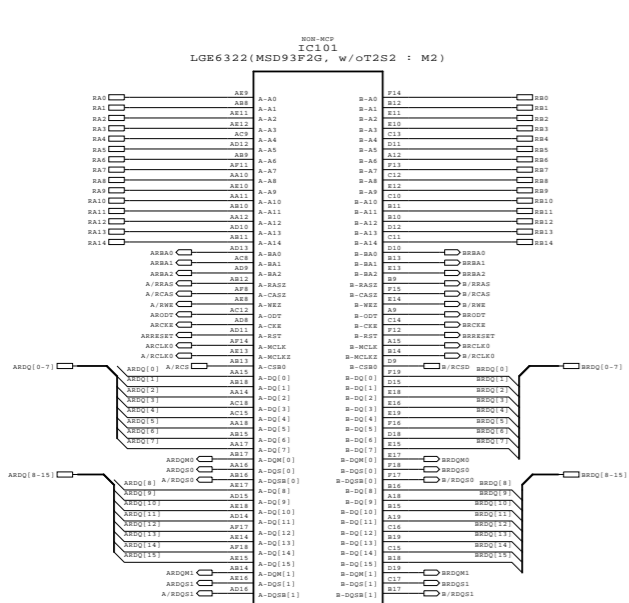 NON-MCP
IC101
LGE6322(MSD93F2G, w/oT2S2 : M2)
RA0 AE9 A-A0 B-A0 F14 RB0
RA1 AB8 A-A1 B-A1 B12 RB1
RA2 AE11 A-A2 B-A2 E11 RB2
RA3 AE12 A-A3 B-A3 E10 RB3
RA4 AC9 A-A4 B-A4 C13 RB4
RA5 AD12 A-A5 B-A5 D11 RB5
RA6 AB9 A-A6 B-A6 A12 RB6
RA7 AF11 A-A7 B-A7 F13 RB7
RA8 AA10 A-A8 B-A8 C12 RB8
RA9 AE10 A-A9 B-A9 E12 RB9
RA10 AA11 A-A10 B-A10 C10 RB10
RA11 AB10 A-A11 B-A11 B11 RB11
RA12 AA12 A-A12 B-A12 B10 RB12
RA13 AD10 A-A13 B-A13 D12 RB13
RA14 AB11 A-A14 B-A14 C11 RB14
ARBA0 AD13 A-BA0 B-BA0 D10 BRBA0
ARBA1 AC8 A-BA1 B-BA1 B13 BRBA1
ARBA2 AD9 A-BA2 B-BA2 E13 BRBA2
A/RRAS AB12 A-RASZ B-RASZ B9 B/RRAS
A/RCAS AF8 A-CASZ B-CASZ F15 B/RCAS
A/RWE AE8 A-WEZ B-WEZ E14 B/RWE
ARODT AC12 A-ODT B-ODT A9 BRODT
ARCKE AD8 A-CKE B-CKE C14 BRCKE
ARRESET AD11 A-RST B-RST F12 BRRESET
ARCLK0 AF14 A-MCLK B-MCLK A15 BRCLK0
A/RCLK0 AE13 A-MCLKZ B-MCLKZ B14 B/RCLK0
ARDQ[0-7] A/RCS AB13 A-CSB0 B-CSB0 D9 B/RCSD BRDQ[0-7]
ARDQ[0] AA15 A-DQ[0] B-DQ[0] F19 BRDQ[0]
ARDQ[1] AB18 A-DQ[1] B-DQ[1] D15 BRDQ[1]
ARDQ[2] AA14 A-DQ[2] B-DQ[2] E18 BRDQ[2]
ARDQ[3] AC18 A-DQ[3] B-DQ[3] E16 BRDQ[3]
ARDQ[4] AC15 A-DQ[4] B-DQ[4] E19 BRDQ[4]
ARDQ[5] AA18 A-DQ[5] B-DQ[5] F16 BRDQ[5]
ARDQ[6] AB15 A-DQ[6] B-DQ[6] D18 BRDQ[6]
ARDQ[7] AA17 A-DQ[7] B-DQ[7] E15 BRDQ[7]
ARDQM0 AB17 A-DQM[0] B-DQM[0] E17 BRDQM0
ARDQS0 AA16 A-DQS[0] B-DQS[0] F18 BRDQS0
ARDQ[8-15] A/RDQS0 AB16 A-DQSB[0] B-DQSB[0] F17 B/RDQS0 BRDQ[8-15]
ARDQ[8] AE17 A-DQ[8] B-DQ[8] B16 BRDQ[8]
ARDQ[9] AD15 A-DQ[9] B-DQ[9] A18 BRDQ[9]
ARDQ[10] AE18 A-DQ[10] B-DQ[10] B15 BRDQ[10]
ARDQ[11] AD14 A-DQ[11] B-DQ[11] A19 BRDQ[11]
ARDQ[12] AF17 A-DQ[12] B-DQ[12] C16 BRDQ[12]
ARDQ[13] AE14 A-DQ[13] B-DQ[13] B19 BRDQ[13]
ARDQ[14] AF18 A-DQ[14] B-DQ[14] C15 BRDQ[14]
ARDQ[15] AE15 A-DQ[15] B-DQ[15] B18 BRDQ[15]
ARDQM1 AB14 A-DQM[1] B-DQM[1] D19 BRDQM1
ARDQS1 AE16 A-DQS[1] B-DQS[1] C17 BRDQS1
A/RDQS1 AD16 A-DQSB[1] B-DQSB[1] B17 B/RDQS1